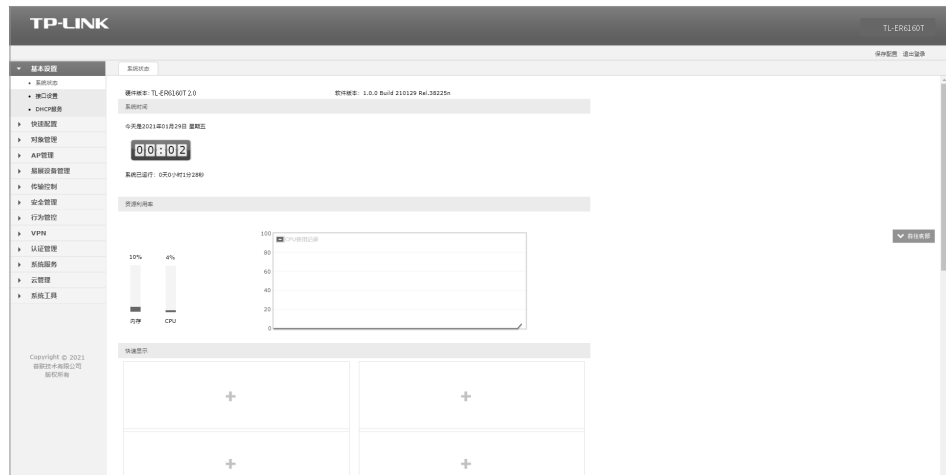 TP-LINK
TL-ER6160T
保存配置 退出登录
基本设置
系统状态
接口设置
DHCP服务
快速配置
对象管理
AP管理
易展设备管理
传输控制
安全管理
行为管控
VPN
认证管理
系统服务
云管理
系统工具
Copyright © 2021
普联技术有限公司
版权所有
系统状态
硬件版本: TL-ER6160T 2.0 软件版本: 1.0.0 Build 210129 Rel.38225n
系统时间
今天是2021年01月29日 星期五
00:02
系统已运行: 0天0小时1分28秒
资源利用率
10% 4%
内存 CPU
100
80
60
40
20
0
CPU使用记录
快速显示
前往底部